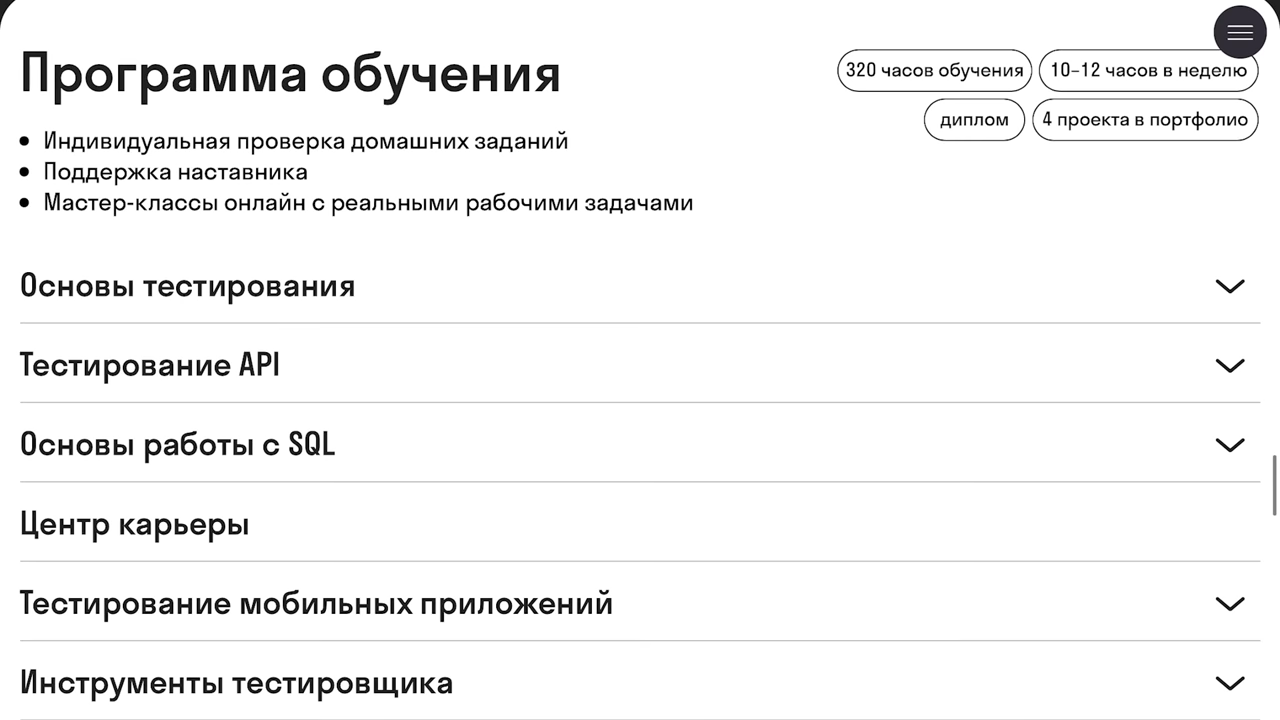 Программа обучения
320 часов обучения
10–12 часов в неделю
диплом
4 проекта в портфолио
Индивидуальная проверка домашних заданий
Поддержка наставника
Мастер-классы онлайн с реальными рабочими задачами
Основы тестирования
Тестирование API
Основы работы с SQL
Центр карьеры
Тестирование мобильных приложений
Инструменты тестировщика